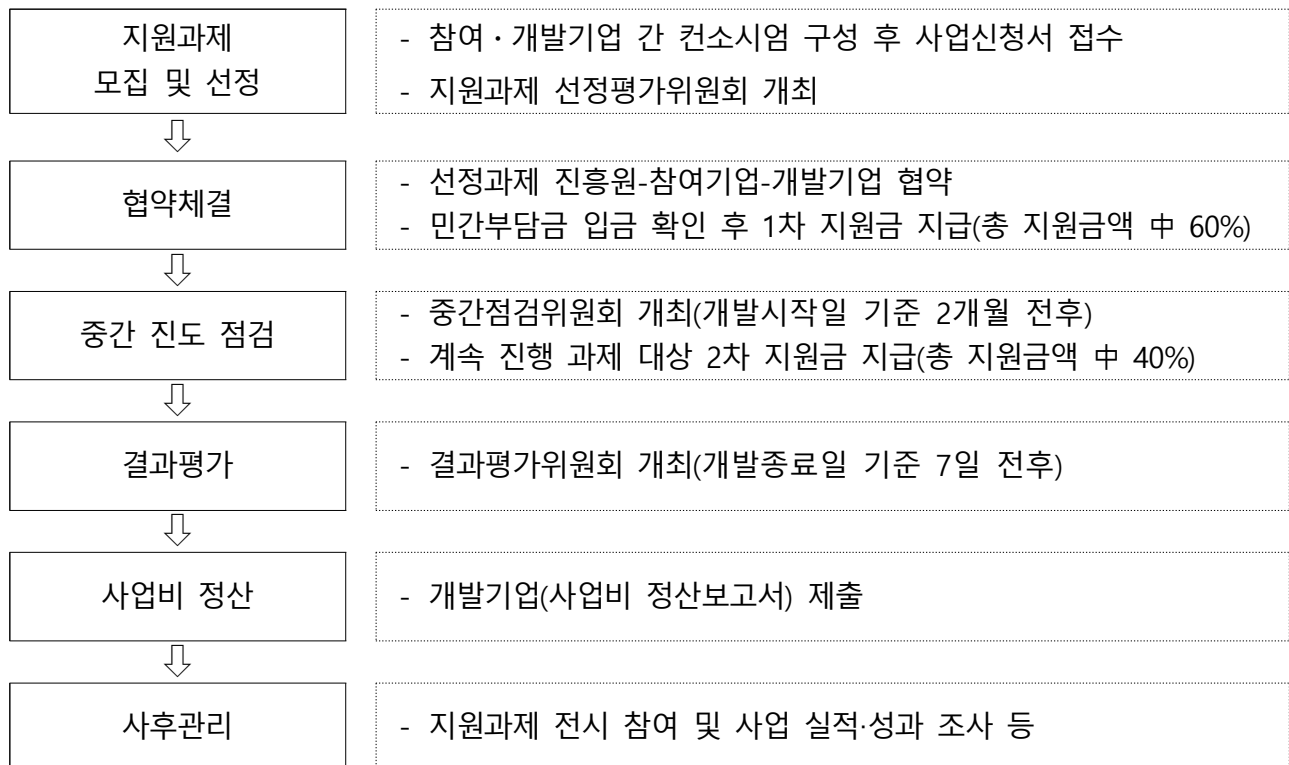 지원과제
모집 및 선정
- 참여·개발기업 간 컨소시엄 구성 후 사업신청서 접수
- 지원과제 선정평가위원회 개최
협약체결
- 선정과제 진흥원-참여기업-개발기업 협약
- 민간부담금 입금 확인 후 1차 지원금 지급(총 지원금액 中 60%)
중간 진도 점검
- 중간점검위원회 개최(개발시작일 기준 2개월 전후)
- 계속 진행 과제 대상 2차 지원금 지급(총 지원금액 中 40%)
결과평가
- 결과평가위원회 개최(개발종료일 기준 7일 전후)
사업비 정산
- 개발기업(사업비 정산보고서) 제출
사후관리
- 지원과제 전시 참여 및 사업 실적·성과 조사 등